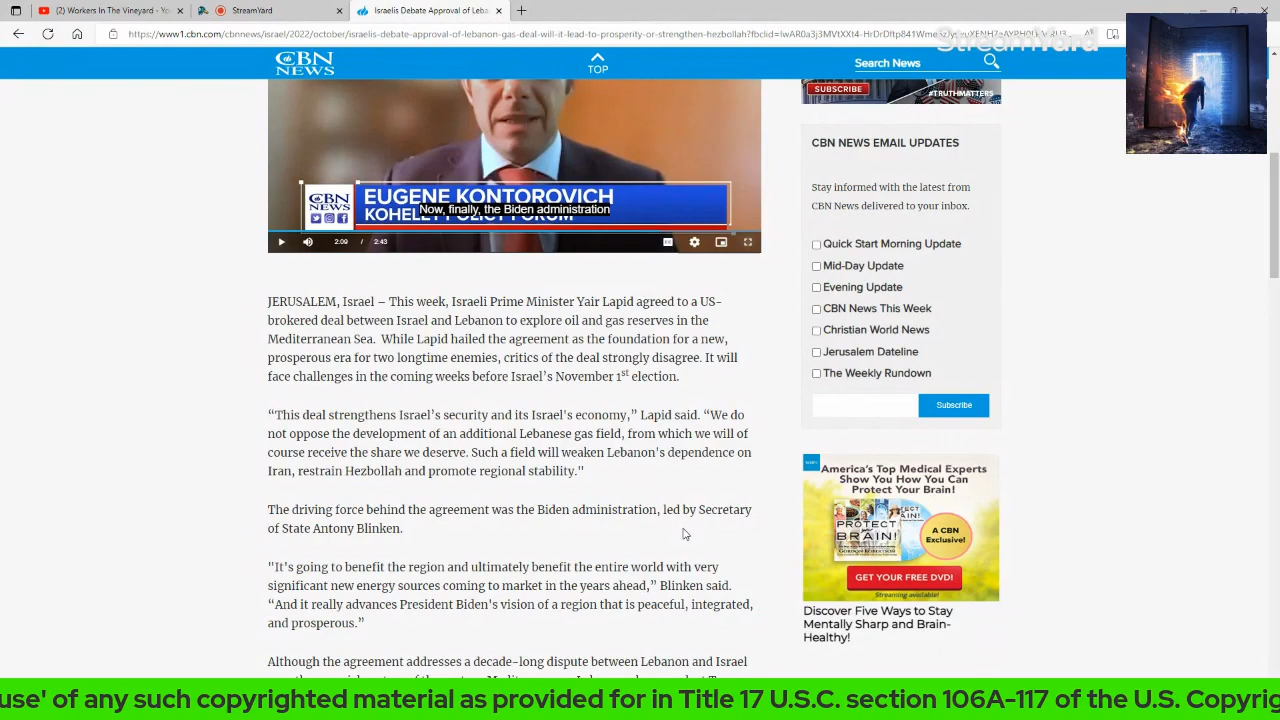 (2) Workers In The Vineyard - You
StreamYard
Israelis Debate Approval of Leba
https://www1.cbn.com/cbnnews/israel/2022/october/israelis-debate-approval-of-lebanon-gas-deal-will-it-lead-to-prosperity-or-strengthen-hezbollah?fbclid=
StreamYard
CBN
NEWS
TOP
Search News
SUBSCRIBE
#TRUTHMATTERS
CBN
NEWS
EUGENE KONTOROVICH
KOHELET POLICY FORUM
Now, finally, the Biden administration
2:09 / 2:43
JERUSALEM, Israel – This week, Israeli Prime Minister Yair Lapid agreed to a US-
brokered deal between Israel and Lebanon to explore oil and gas reserves in the
Mediterranean Sea.  While Lapid hailed the agreement as the foundation for a new,
prosperous era for two longtime enemies, critics of the deal strongly disagree. It will
face challenges in the coming weeks before Israel’s November 1st election.
“This deal strengthens Israel’s security and its Israel's economy,” Lapid said. “We do
not oppose the development of an additional Lebanese gas field, from which we will of
course receive the share we deserve. Such a field will weaken Lebanon's dependence on
Iran, restrain Hezbollah and promote regional stability."
The driving force behind the agreement was the Biden administration, led by Secretary
of State Antony Blinken.
"It's going to benefit the region and ultimately benefit the entire world with very
significant new energy sources coming to market in the years ahead,” Blinken said.
“And it really advances President Biden's vision of a region that is peaceful, integrated,
and prosperous.”
Although the agreement addresses a decade-long dispute between Lebanon and Israel
CBN NEWS EMAIL UPDATES
Stay informed with the latest from
CBN News delivered to your inbox.
Quick Start Morning Update
Mid-Day Update
Evening Update
CBN News This Week
Christian World News
Jerusalem Dateline
The Weekly Rundown
Subscribe
America's Top Medical Experts
Show You How You Can
Protect Your Brain!
PROTECT
BRAIN!
GORDON ROBERTSON
A CBN
Exclusive!
GET YOUR FREE DVD!
Streaming available!
Discover Five Ways to Stay
Mentally Sharp and Brain-
Healthy!
use' of any such copyrighted material as provided for in Title 17 U.S.C. section 106A-117 of the U.S. Copyrig